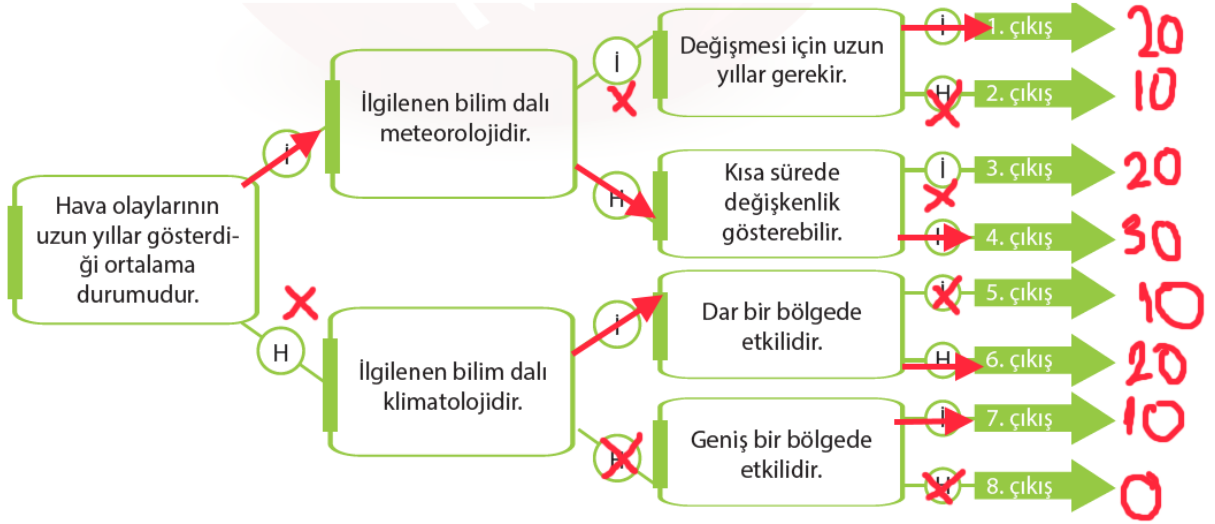 Hava olaylarının
uzun yıllar gösterdi-
ği ortalama
durumudur.
İ
H
İlgilenen bilim dalı
meteorolojidir.
İ
H
İlgilenen bilim dalı
klimatolojidir.
İ
H
Değişmesi için uzun
yıllar gerekir.
İ
1. çıkış
20
H
2. çıkış
10
Kısa sürede
değişkenlik
gösterebilir.
İ
3. çıkış
20
H
4. çıkış
30
Dar bir bölgede
etkilidir.
İ
5. çıkış
10
H
6. çıkış
20
Geniş bir bölgede
etkilidir.
İ
7. çıkış
10
H
8. çıkış
0